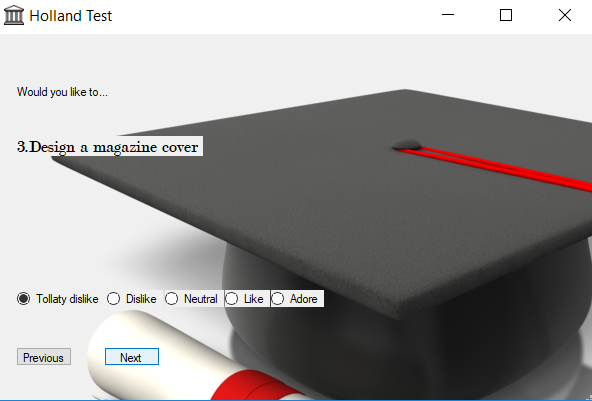 Holland Test
Would you like to...
3.Design a magazine cover
Tollaty dislike Dislike Neutral Like Adore
Previous Next